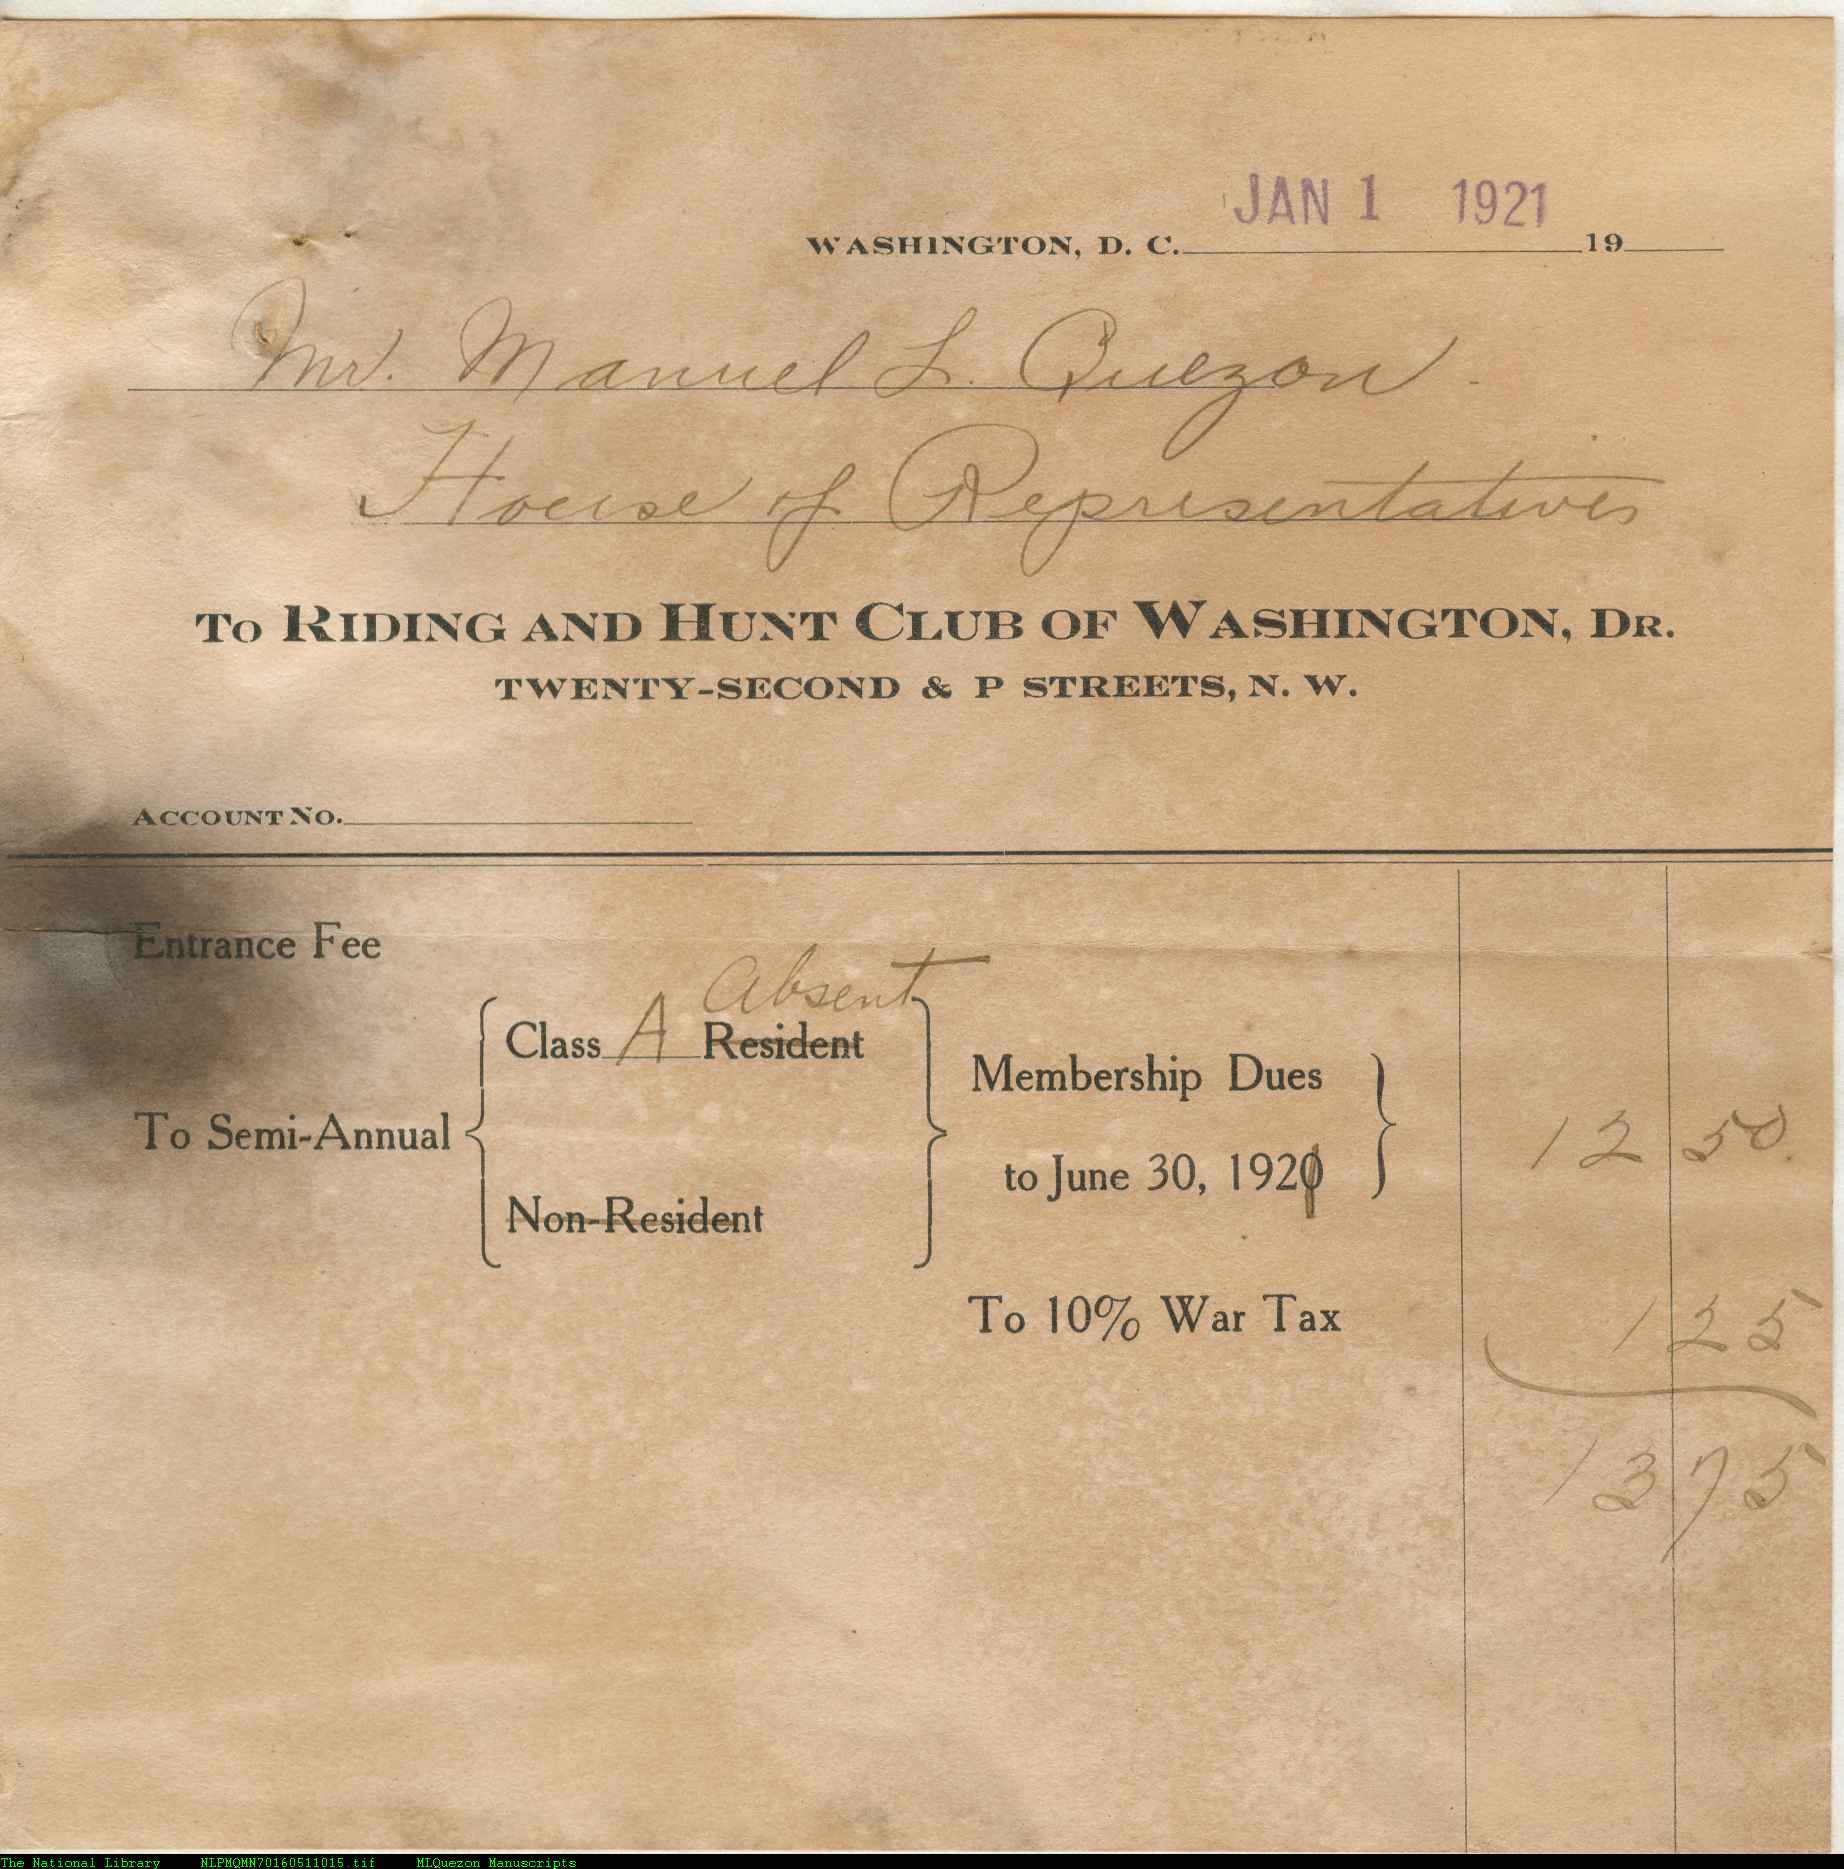 JAN 1 1921
WASHINGTON, D. C. 19
Mr. Manuel L. Quezon.
House of Representatives
To RIDING AND HUNT CLUB OF WASHINGTON, DR.
TWENTY-SECOND & P STREETS, N. W.
ACCOUNT NO.
Entrance Fee
absent
Class A Resident
Membership Dues
To Semi-Annual
12 50.
to June 30, 1921
Non-Resident
To 10% War Tax
1 25
13 75
The National Library NLPMQMN70160511015.tif MLQuezon Manuscripts